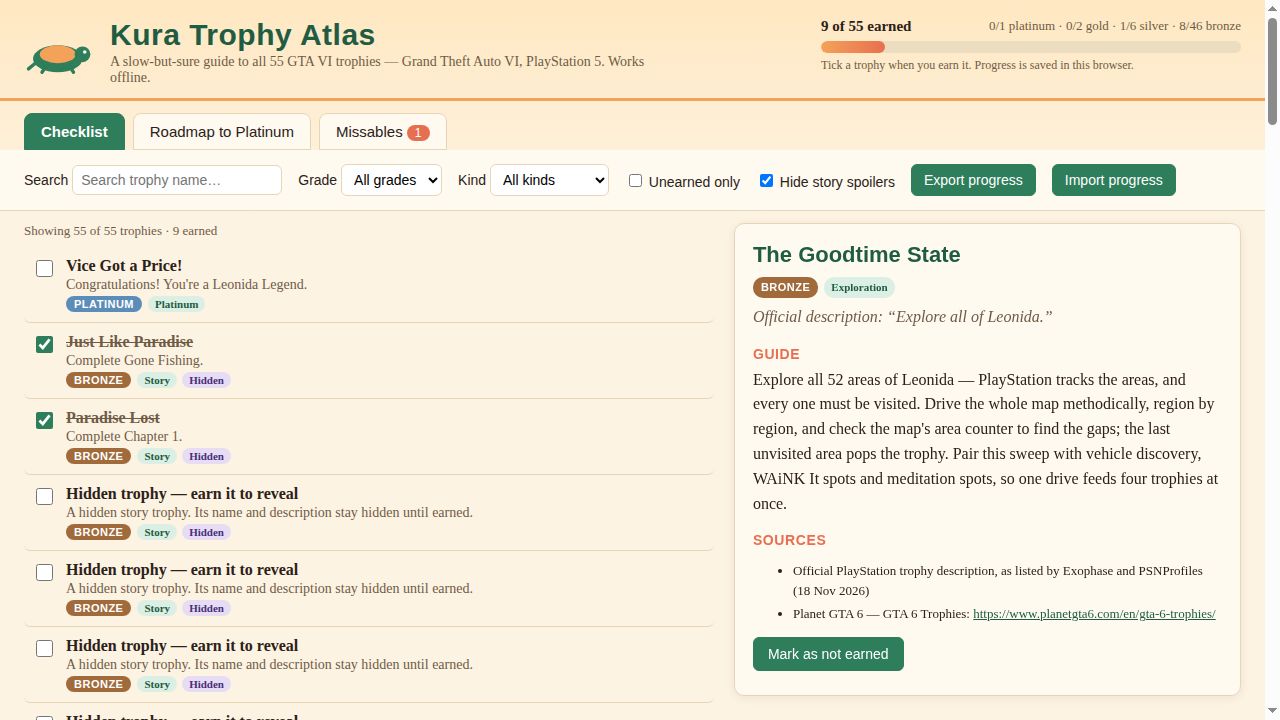 Kura Trophy Atlas
A slow-but-sure guide to all 55 GTA VI trophies — Grand Theft Auto VI, PlayStation 5. Works
offline.
9 of 55 earned
0/1 platinum · 0/2 gold · 1/6 silver · 8/46 bronze
Tick a trophy when you earn it. Progress is saved in this browser.
Checklist
Roadmap to Platinum
Missables 1
Search
Search trophy name…
Grade
All grades
Kind
All kinds
Unearned only
Hide story spoilers
Export progress
Import progress
Showing 55 of 55 trophies · 9 earned
Vice Got a Price!
Congratulations! You're a Leonida Legend.
PLATINUM Platinum
Just Like Paradise
Complete Gone Fishing.
BRONZE Story Hidden
Paradise Lost
Complete Chapter 1.
BRONZE Story Hidden
Hidden trophy — earn it to reveal
A hidden story trophy. Its name and description stay hidden until earned.
BRONZE Story Hidden
Hidden trophy — earn it to reveal
A hidden story trophy. Its name and description stay hidden until earned.
BRONZE Story Hidden
Hidden trophy — earn it to reveal
A hidden story trophy. Its name and description stay hidden until earned.
BRONZE Story Hidden
Hidden trophy — earn it to reveal
The Goodtime State
BRONZE Exploration
Official description: “Explore all of Leonida.”
GUIDE
Explore all 52 areas of Leonida — PlayStation tracks the areas, and
every one must be visited. Drive the whole map methodically, region by
region, and check the map's area counter to find the gaps; the last
unvisited area pops the trophy. Pair this sweep with vehicle discovery,
WAiNK It spots and meditation spots, so one drive feeds four trophies at
once.
SOURCES
Official PlayStation trophy description, as listed by Exophase and PSNProfiles
(18 Nov 2026)
Planet GTA 6 — GTA 6 Trophies: https://www.planetgta6.com/en/gta-6-trophies/
Mark as not earned